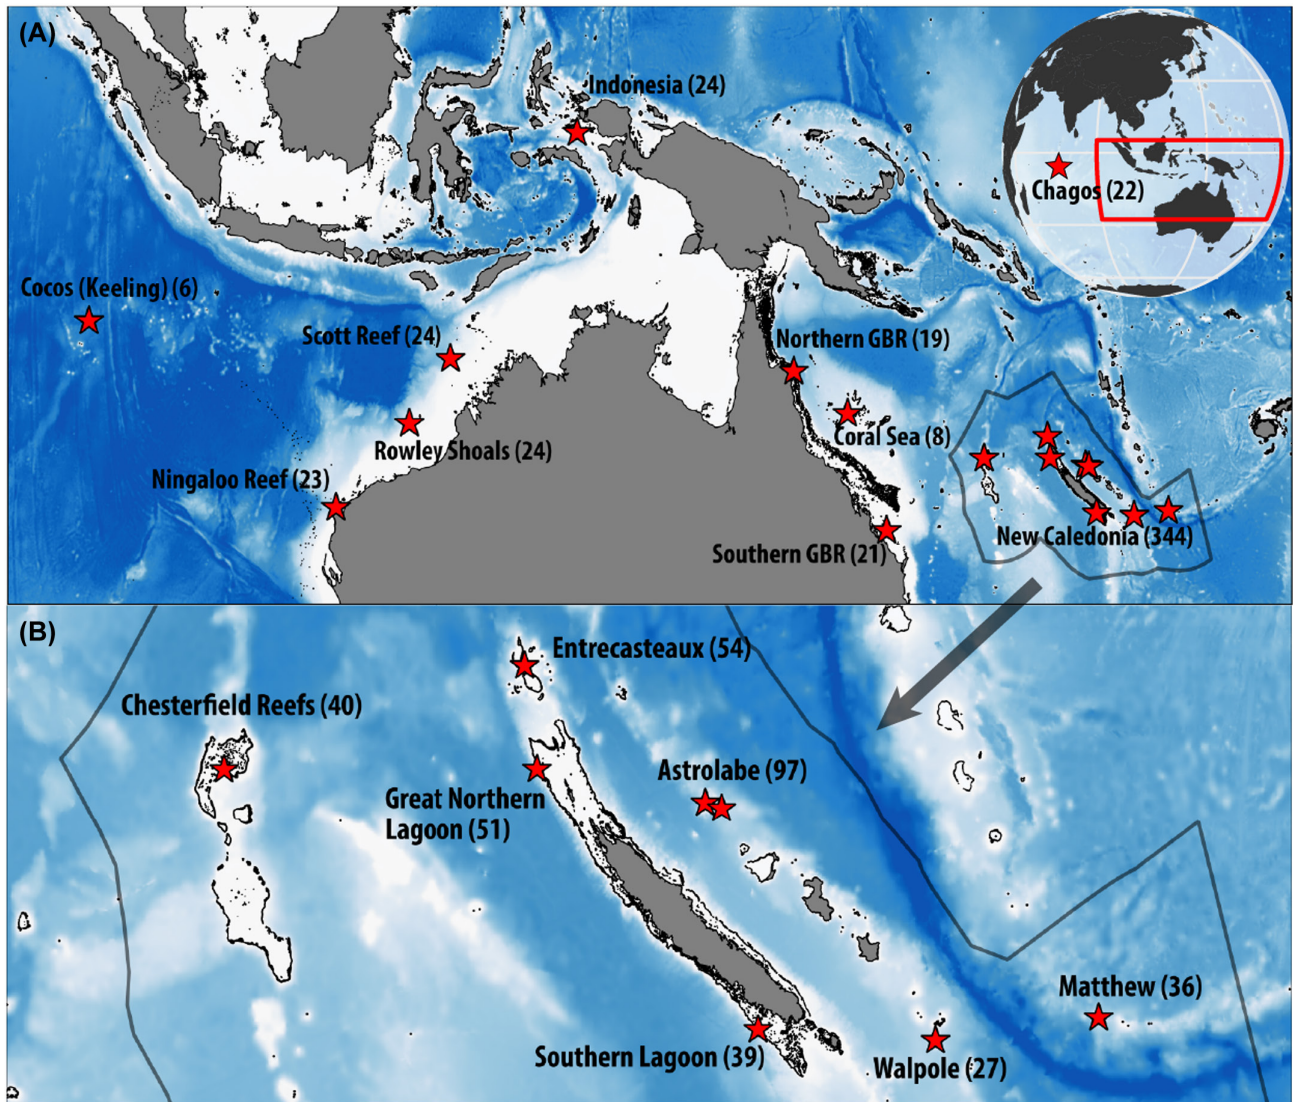 (A)
Indonesia (24)
Chagos (22)
Cocos (Keeling) (6)
Scott Reef (24)
Northern GBR (19)
Coral Sea (8)
Rowley Shoals (24)
Ningaloo Reef (23)
New Caledonia (344)
Southern GBR (21)
(B)
Entrecasteaux (54)
Chesterfield Reefs (40)
Astrolabe (97)
Great Northern
Lagoon (51)
Matthew (36)
Southern Lagoon (39)
Walpole (27)